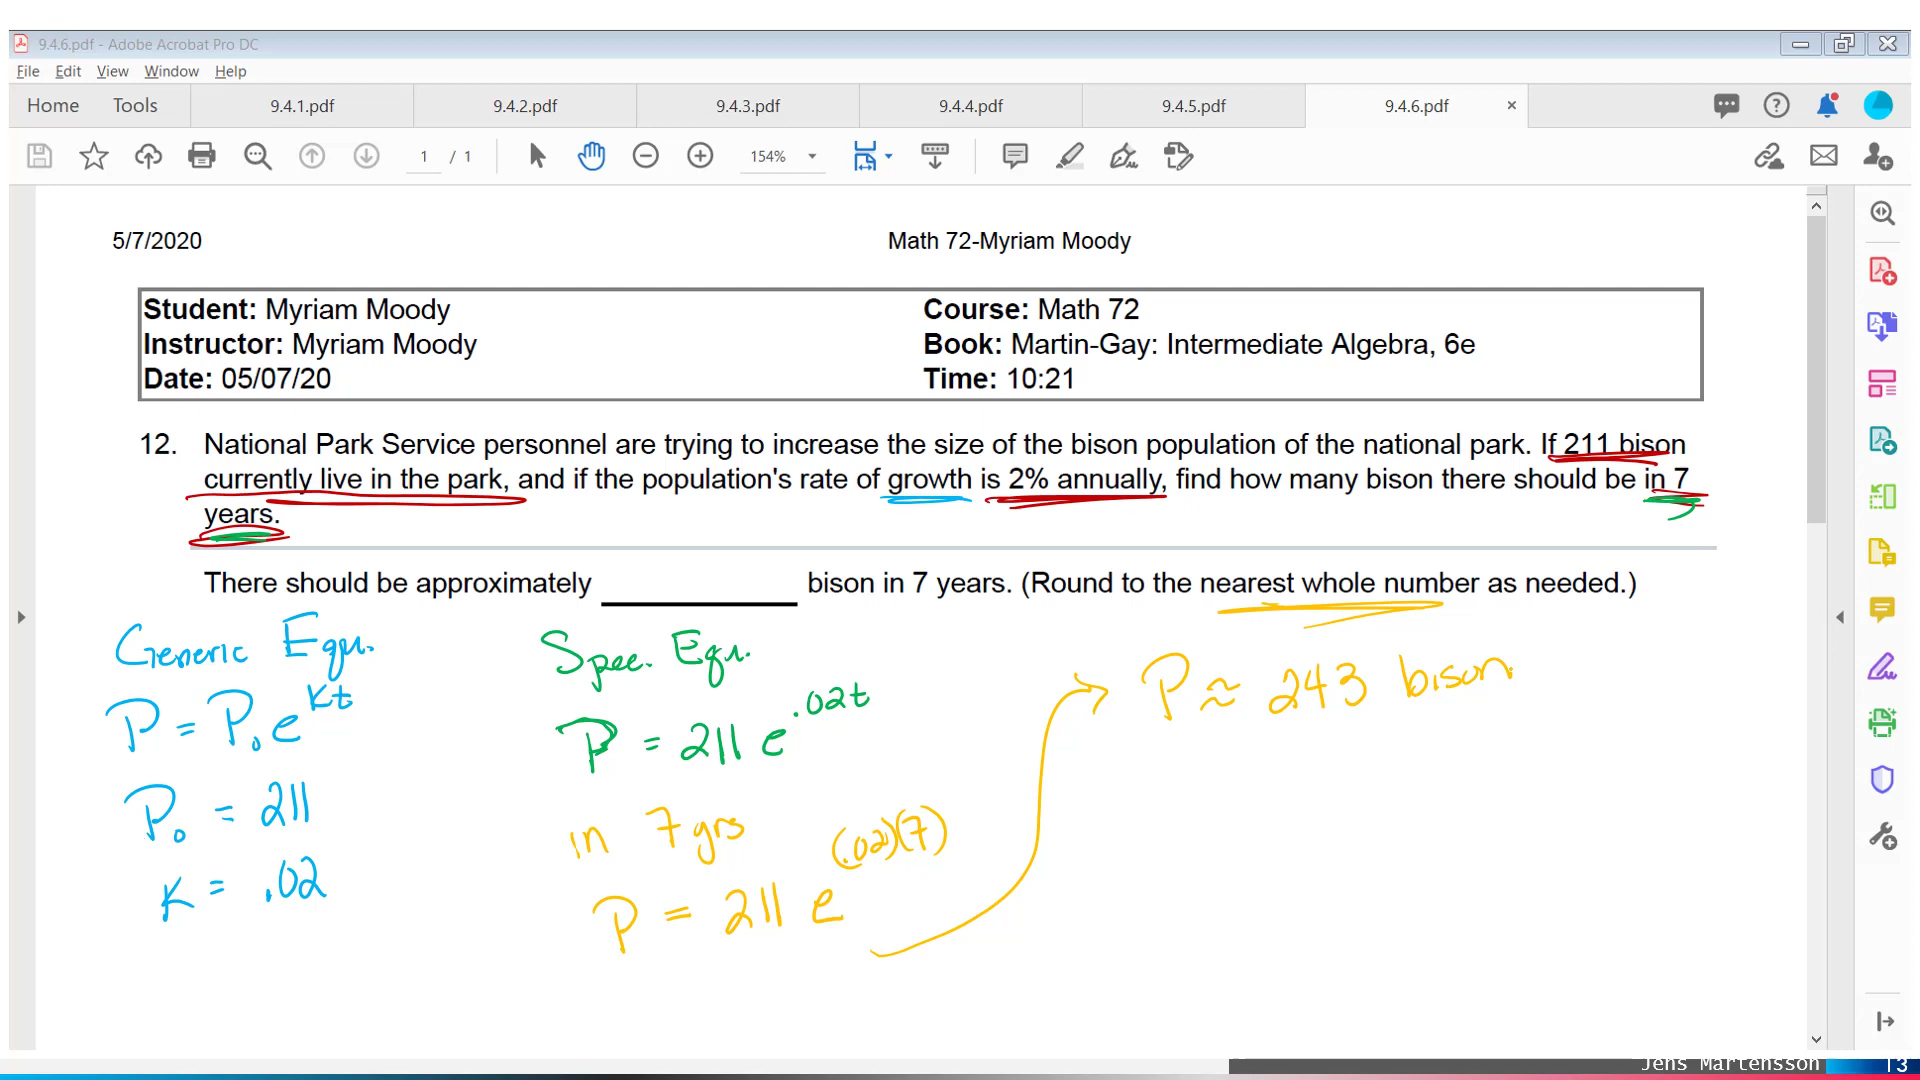 9.4.6.pdf - Adobe Acrobat Pro DC
File Edit View Window Help
Home Tools 9.4.1.pdf 9.4.2.pdf 9.4.3.pdf 9.4.4.pdf 9.4.5.pdf 9.4.6.pdf
1 / 1 154%
5/7/2020 Math 72-Myriam Moody
Student: Myriam Moody Course: Math 72
Instructor: Myriam Moody Book: Martin-Gay: Intermediate Algebra, 6e
Date: 05/07/20 Time: 10:21
12. National Park Service personnel are trying to increase the size of the bison population of the national park. If 211 bison
currently live in the park, and if the population's rate of growth is 2% annually, find how many bison there should be in 7
years.
There should be approximately ________ bison in 7 years. (Round to the nearest whole number as needed.)
Generic Equ.
P = P₀ e^Kt
P₀ = 211
K = .02
Spec. Equ.
P = 211 e^.02t
in 7 yrs
P = 211 e^(.02)(7)
P ≈ 243 bison.
Jens Martensson 13